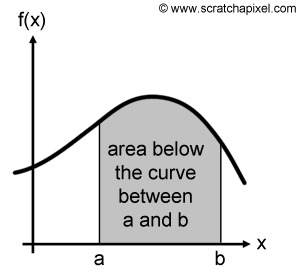 © www.scratchapixel.com
f(x)
area below
the curve
between
a and b
x
a
b